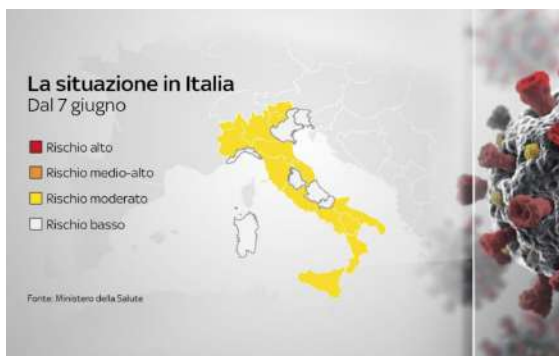 La situazione in Italia
Dal 7 giugno
Rischio alto
Rischio medio-alto
Rischio moderato
Rischio basso
Fonte: Ministero della Salute